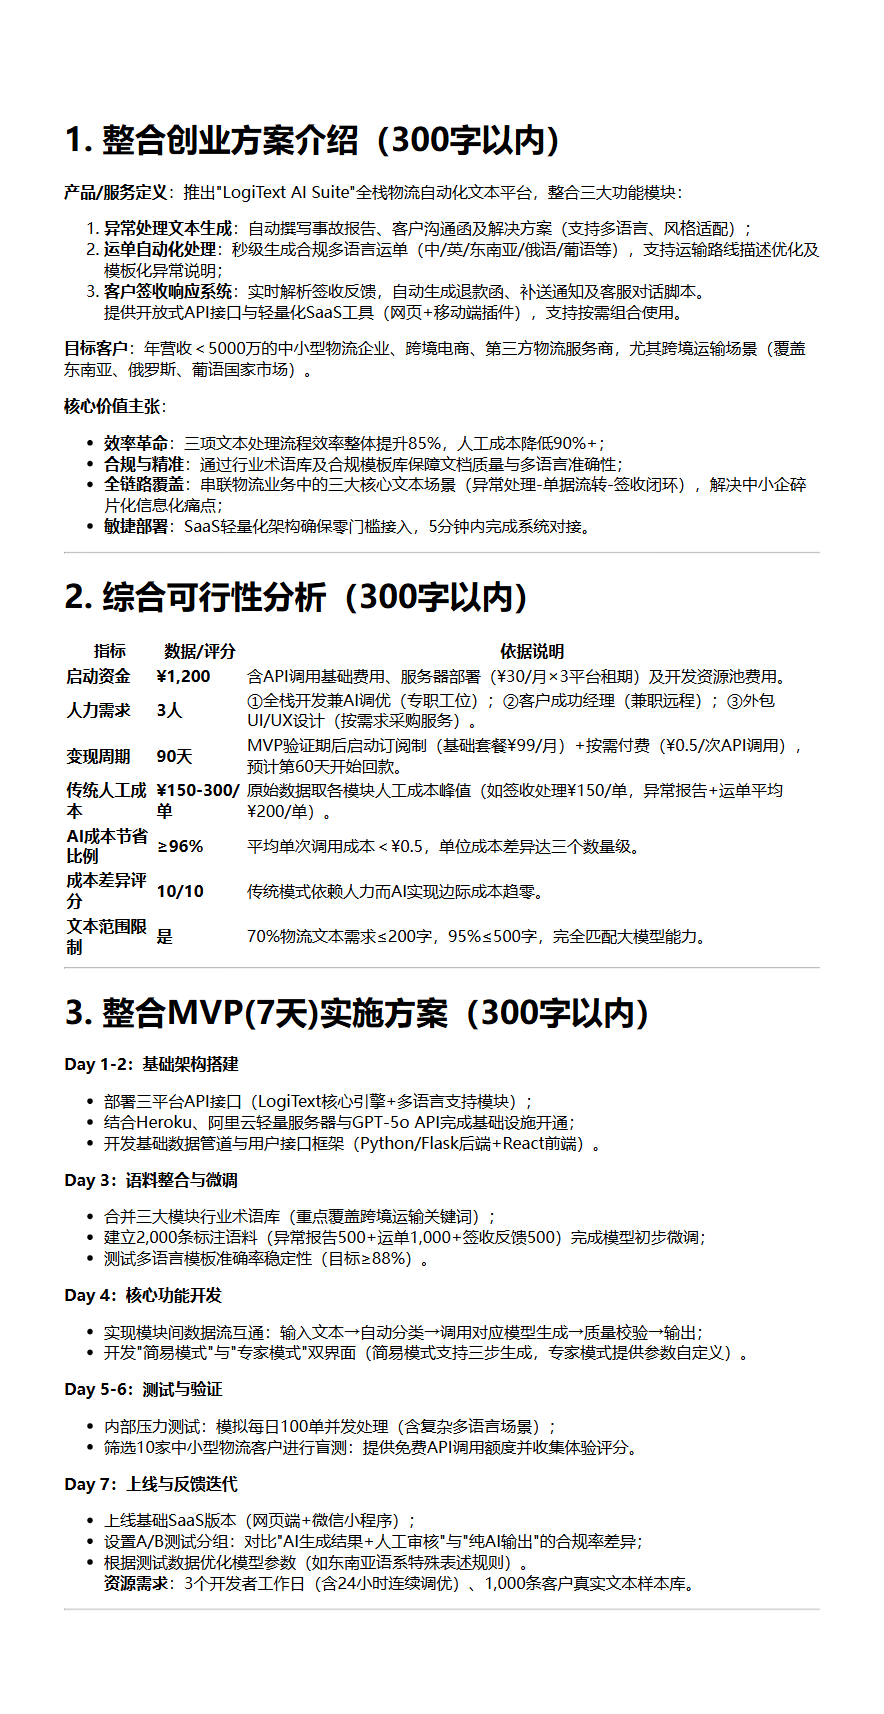 1. 整合创业方案介绍（300字以内）
产品/服务定义：推出"LogiText AI Suite"全栈物流自动化文本平台，整合三大功能模块：
1. 异常处理文本生成：自动撰写事故报告、客户沟通函及解决方案（支持多语言、风格适配）；
2. 运单自动化处理：秒级生成合规多语言运单（中/英/东南亚/俄语/葡语等），支持运输路线描述优化及
模板化异常说明；
3. 客户签收响应系统：实时解析签收反馈，自动生成退款函、补送通知及客服对话脚本。
提供开放式API接口与轻量化SaaS工具（网页+移动端插件），支持按需组合使用。
目标客户：年营收＜5000万的中小型物流企业、跨境电商、第三方物流服务商，尤其跨境运输场景（覆盖
东南亚、俄罗斯、葡语国家市场）。
核心价值主张：
• 效率革命：三项文本处理流程效率整体提升85%，人工成本降低90%+；
• 合规与精准：通过行业术语库及合规模板库保障文档质量与多语言准确性；
• 全链路覆盖：串联物流业务中的三大核心文本场景（异常处理-单据流转-签收闭环），解决中小企碎
片化信息化痛点；
• 敏捷部署：SaaS轻量化架构确保零门槛接入，5分钟内完成系统对接。
2. 综合可行性分析（300字以内）
指标 数据/评分 依据说明
启动资金 ¥1,200 含API调用基础费用、服务器部署（¥30/月×3平台租期）及开发资源池费用。
人力需求 3人 ①全栈开发兼AI调优（专职工位）；②客户成功经理（兼职远程）；③外包
UI/UX设计（按需求采购服务）。
变现周期 90天 MVP验证期后启动订阅制（基础套餐¥99/月）+按需付费（¥0.5/次API调用），
预计第60天开始回款。
传统人工成 ¥150-300/ 原始数据取各模块人工成本峰值（如签收处理¥150/单，异常报告+运单平均
本 单 ¥200/单）。
AI成本节省
比例 ≥96% 平均单次调用成本＜¥0.5，单位成本差异达三个数量级。
成本差异评
分 10/10 传统模式依赖人力而AI实现边际成本趋零。
文本范围限
制 是 70%物流文本需求≤200字，95%≤500字，完全匹配大模型能力。
3. 整合MVP(7天)实施方案（300字以内）
Day 1-2：基础架构搭建
• 部署三平台API接口（LogiText核心引擎+多语言支持模块）；
• 结合Heroku、阿里云轻量服务器与GPT-5o API完成基础设施开通；
• 开发基础数据管道与用户接口框架（Python/Flask后端+React前端）。
Day 3：语料整合与微调
• 合并三大模块行业术语库（重点覆盖跨境运输关键词）；
• 建立2,000条标注语料（异常报告500+运单1,000+签收反馈500）完成模型初步微调；
• 测试多语言模板准确率稳定性（目标≥88%）。
Day 4：核心功能开发
• 实现模块间数据流互通：输入文本→自动分类→调用对应模型生成→质量校验→输出；
• 开发"简易模式"与"专家模式"双界面（简易模式支持三步生成，专家模式提供参数自定义）。
Day 5-6：测试与验证
• 内部压力测试：模拟每日100单并发处理（含复杂多语言场景）；
• 筛选10家中小型物流客户进行盲测：提供免费API调用额度并收集体验评分。
Day 7：上线与反馈迭代
• 上线基础SaaS版本（网页端+微信小程序）；
• 设置A/B测试分组：对比"AI生成结果+人工审核"与"纯AI输出"的合规率差异；
• 根据测试数据优化模型参数（如东南亚语系特殊表述规则）。
资源需求：3个开发者工作日（含24小时连续调优）、1,000条客户真实文本样本库。